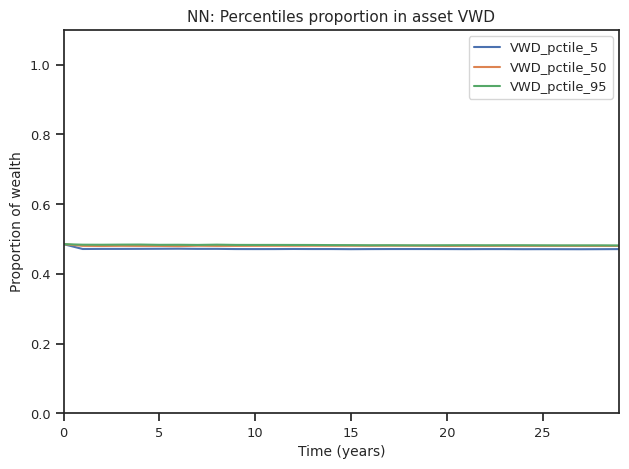 NN: Percentiles proportion in asset VWD
VWD_pctile_5
VWD_pctile_50
VWD_pctile_95
Proportion of wealth
1.0
0.8
0.6
0.4
0.2
0.0
0 5 10 15 20 25
Time (years)